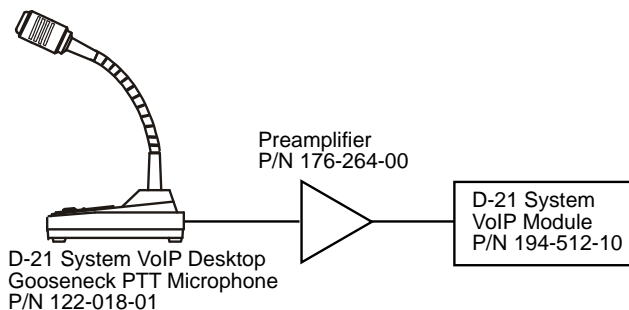 Preamplifier
P/N 176-264-00
D-21 System
VoIP Module
P/N 194-512-10
D-21 System VoIP Desktop
Gooseneck PTT Microphone
P/N 122-018-01